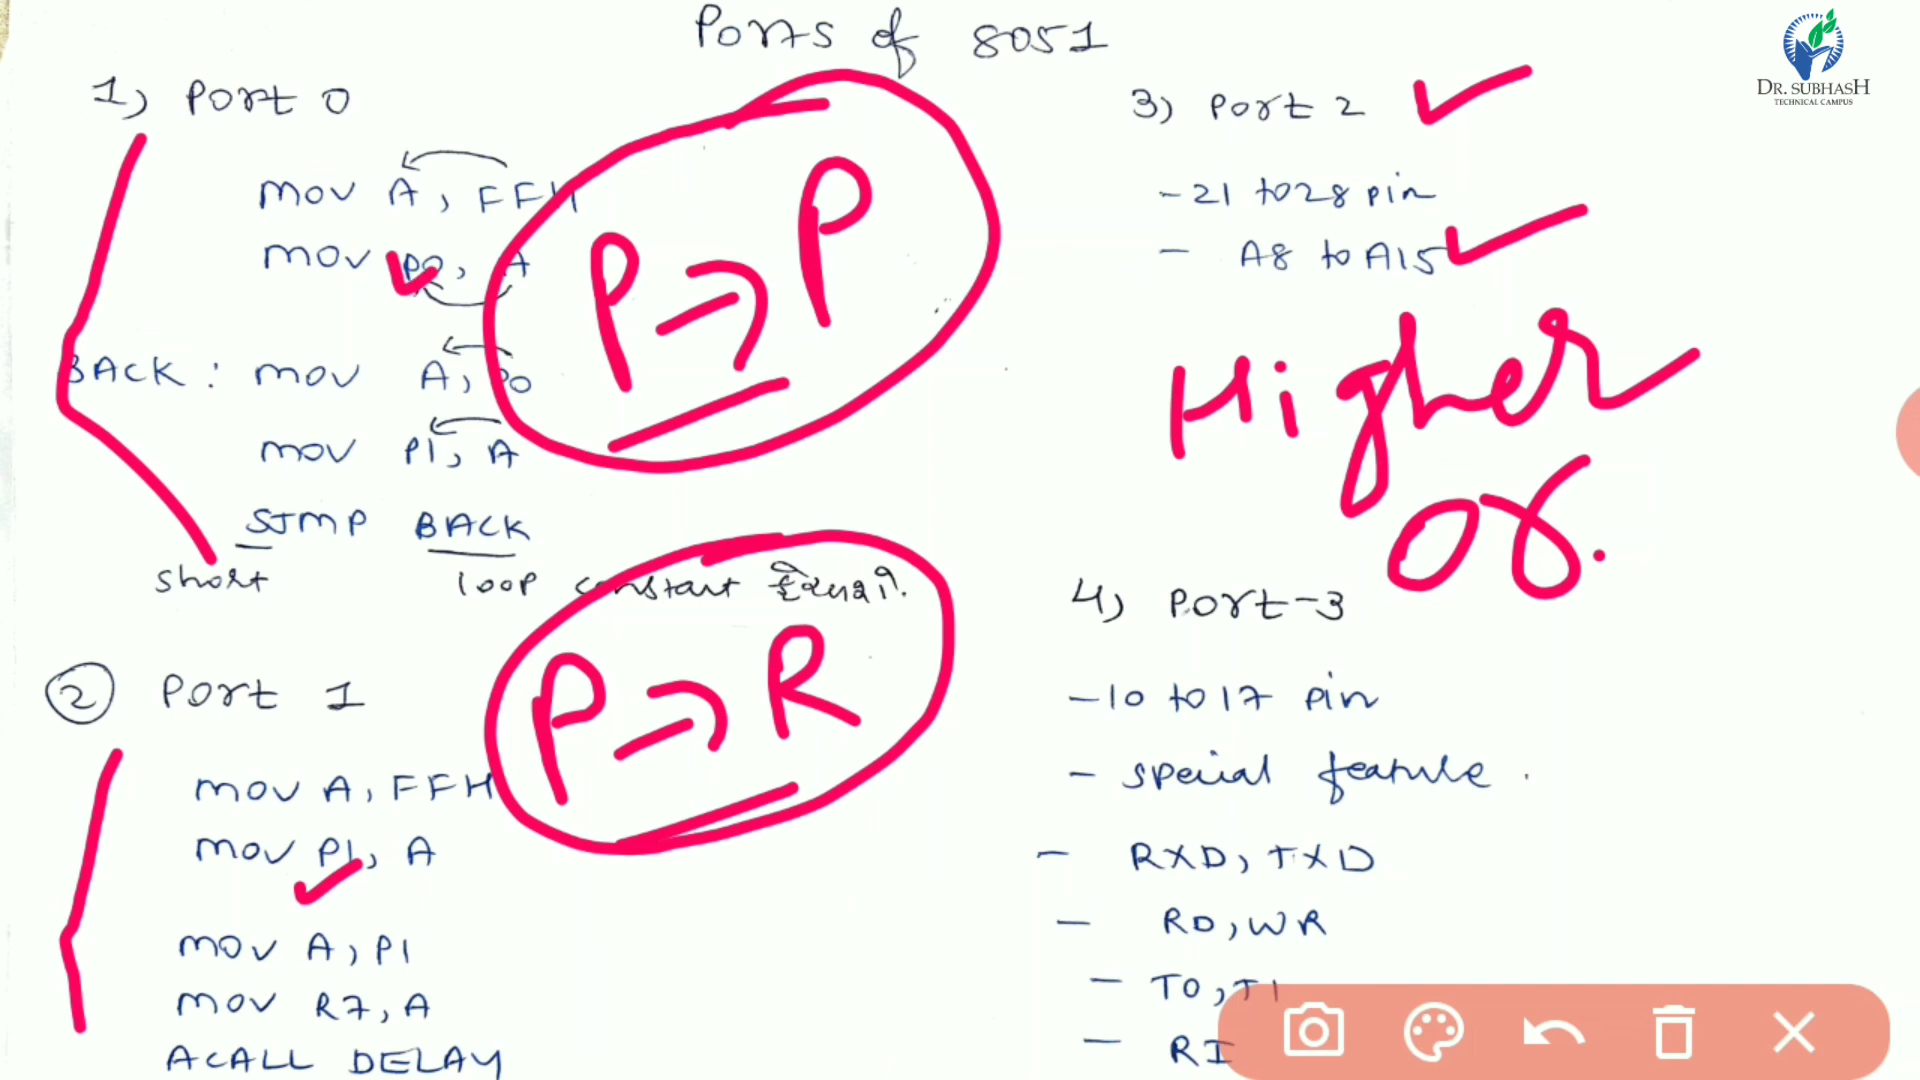 Ports of 8051
DR. SUBHASH
TECHNICAL CAMPUS
1) Port 0
mov A, FFH
mov P0, A
BACK : mov A, P0
mov P1, A
SJMP BACK
short loop constant
P → P
2 Port 1
mov A, FFH
mov P1, A
mov A, P1
mov R7, A
ACALL DELAY
P → R
3) Port 2
- 21 to 28 pin
- A8 to A15
Higher
Or.
4) Port-3
- 10 to 17 pin
- special feature.
- RXD, TXD
- RD, WR
- T0, T1